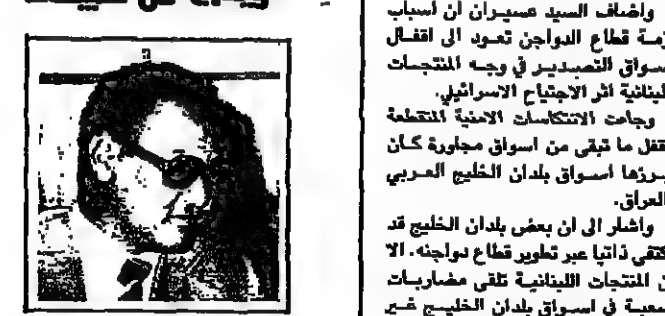 واضاف السيد عسيران ان اسباب
ازمة قطاع الدواجن تعود الى اقفال
اسواق التصدير في وجه المنتجات
اللبنانية اثر الاجتياح الاسرائيلي.
وجاءت الانتكاسات الامنية المتقطعة
لتقفل ما تبقى من اسواق مجاورة كان
ابرزها اسواق بلدان الخليج العربي
والعراق.
واشار الى ان بعض بلدان الخليج قد
اكتفى ذاتيا عبر تطوير قطاع دواجنه. الا
ان المنتجات اللبنانية تلقى مضاربات
صعبة في اسواق بلدان الخليج غير